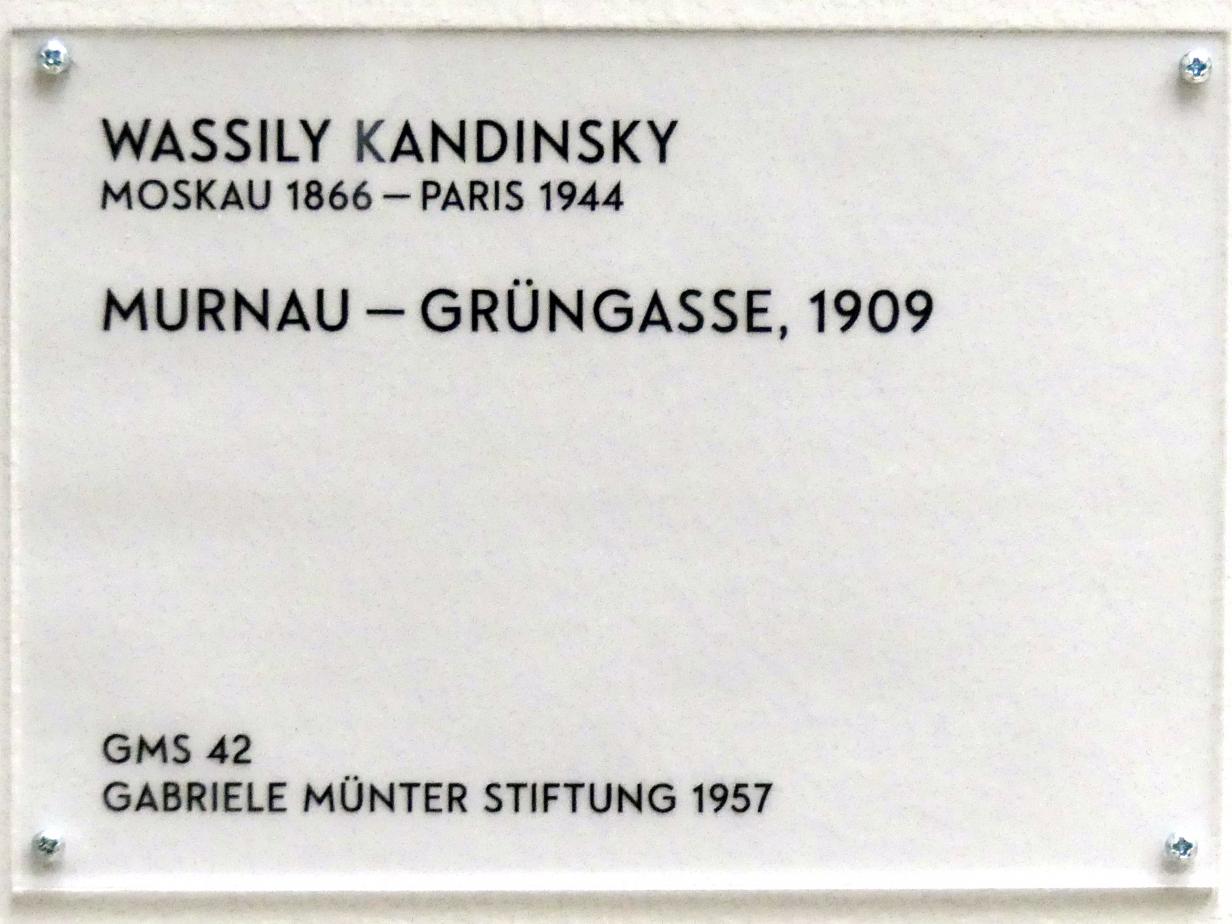 WASSILY KANDINSKY
MOSKAU 1866 – PARIS 1944
MURNAU – GRÜNGASSE, 1909
GMS 42
GABRIELE MÜNTER STIFTUNG 1957